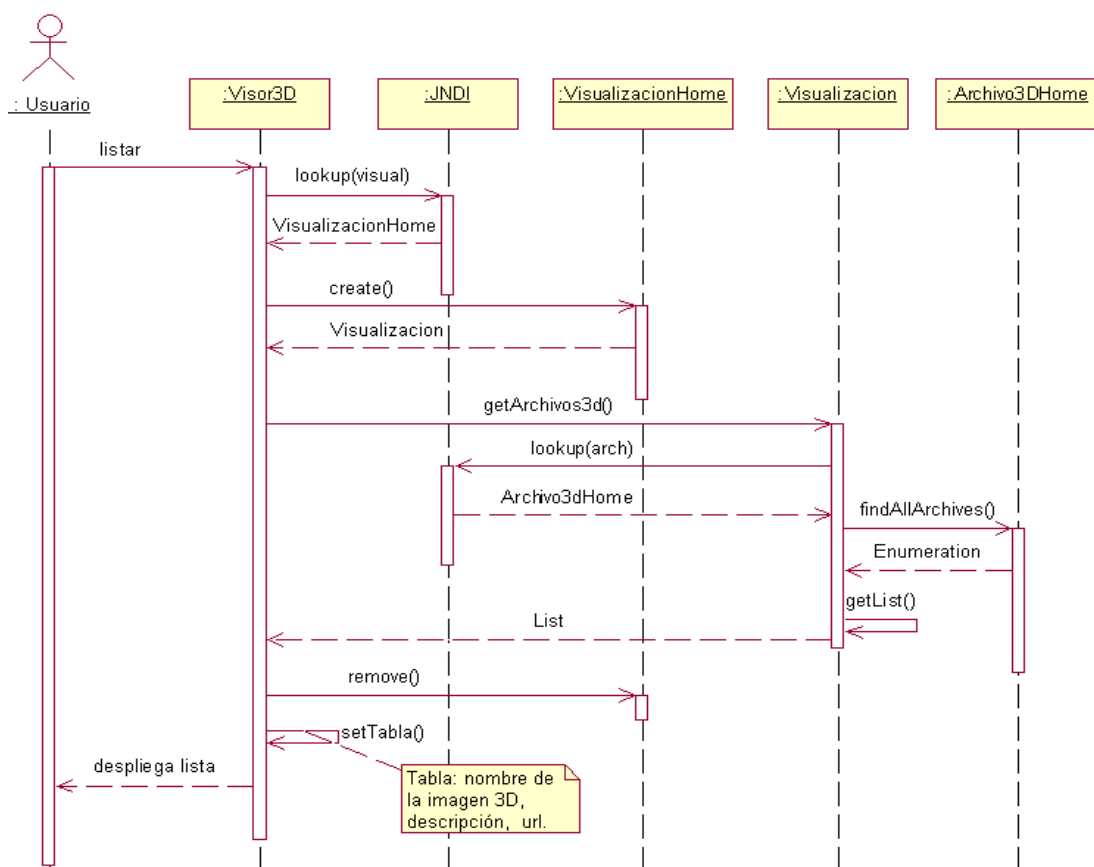 : Usuario
:Visor3D
:JNDI
:VisualizacionHome
:Visualizacion
:Archivo3DHome
listar
lookup(visual)
VisualizacionHome
create()
Visualizacion
getArchivos3d()
lookup(arch)
Archivo3dHome
findAllArchives()
Enumeration
getList()
List
remove()
setTabla()
despliega lista
Tabla: nombre de
la imagen 3D,
descripción, url.